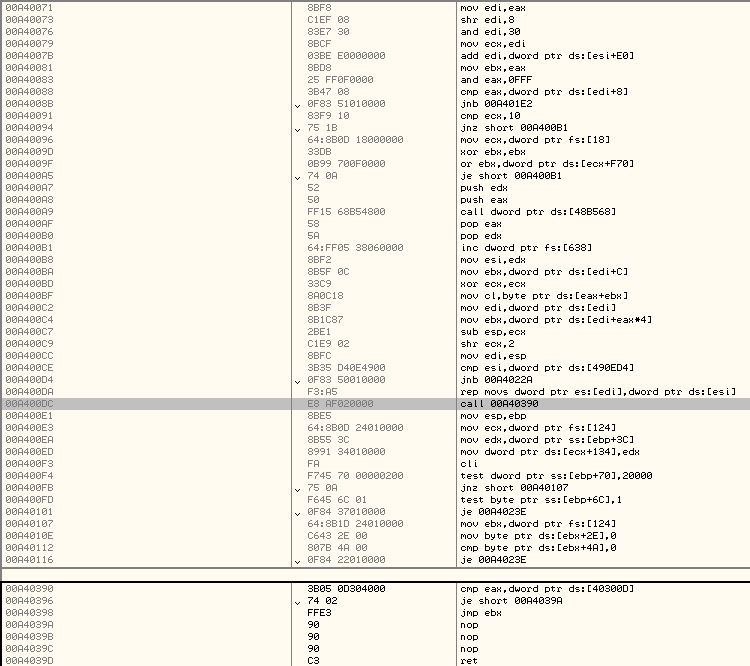 00A40071 8BF8 mov edi,eax
00A40073 C1EF 08 shr edi,8
00A40076 83E7 30 and edi,30
00A40079 8BCF mov ecx,edi
00A4007B 03BE E0000000 add edi,dword ptr ds:[esi+E0]
00A40081 8BD8 mov ebx,eax
00A40083 25 FF0F0000 and eax,0FFF
00A40088 3B47 08 cmp eax,dword ptr ds:[edi+8]
00A4008B 0F83 51010000 jnb 00A401E2
00A40091 83F9 10 cmp ecx,10
00A40094 75 1B jnz short 00A400B1
00A40096 64:8B0D 18000000 mov ecx,dword ptr fs:[18]
00A4009D 33DB xor ebx,ebx
00A4009F 0B99 700F0000 or ebx,dword ptr ds:[ecx+F70]
00A400A5 74 0A je short 00A400B1
00A400A7 52 push edx
00A400A8 50 push eax
00A400A9 FF15 68B54800 call dword ptr ds:[48B568]
00A400AF 58 pop eax
00A400B0 5A pop edx
00A400B1 64:FF05 38060000 inc dword ptr fs:[638]
00A400B8 8BF2 mov esi,edx
00A400BA 8B5F 0C mov ebx,dword ptr ds:[edi+C]
00A400BD 33C9 xor ecx,ecx
00A400BF 8A0C18 mov cl,byte ptr ds:[eax+ebx]
00A400C2 8B3F mov edi,dword ptr ds:[edi]
00A400C4 8B1C87 mov ebx,dword ptr ds:[edi+eax*4]
00A400C7 2BE1 sub esp,ecx
00A400C9 C1E9 02 shr ecx,2
00A400CC 8BFC mov edi,esp
00A400CE 3B35 D40E4900 cmp esi,dword ptr ds:[490ED4]
00A400D4 0F83 50010000 jnb 00A4022A
00A400DA F3:A5 rep movs dword ptr es:[edi],dword ptr ds:[esi]
00A400DC E8 AF020000 call 00A40390
00A400E1 8BE5 mov esp,ebp
00A400E3 64:8B0D 24010000 mov ecx,dword ptr fs:[124]
00A400EA 8B55 3C mov edx,dword ptr ss:[ebp+3C]
00A400ED 8991 34010000 mov dword ptr ds:[ecx+134],edx
00A400F3 FA cli
00A400F4 F745 70 00000200 test dword ptr ss:[ebp+70],20000
00A400FB 75 0A jnz short 00A40107
00A400FD F645 6C 01 test byte ptr ss:[ebp+6C],1
00A40101 0F84 37010000 je 00A4023E
00A40107 64:8B1D 24010000 mov ebx,dword ptr fs:[124]
00A4010E C643 2E 00 mov byte ptr ds:[ebx+2E],0
00A40112 807B 4A 00 cmp byte ptr ds:[ebx+4A],0
00A40116 0F84 22010000 je 00A4023E
00A40390 3B05 0D304000 cmp eax,dword ptr ds:[40300D]
00A40396 74 02 je short 00A4039A
00A40398 FFE3 jmp ebx
00A4039A 90 nop
00A4039B 90 nop
00A4039C 90 nop
00A4039D C3 ret